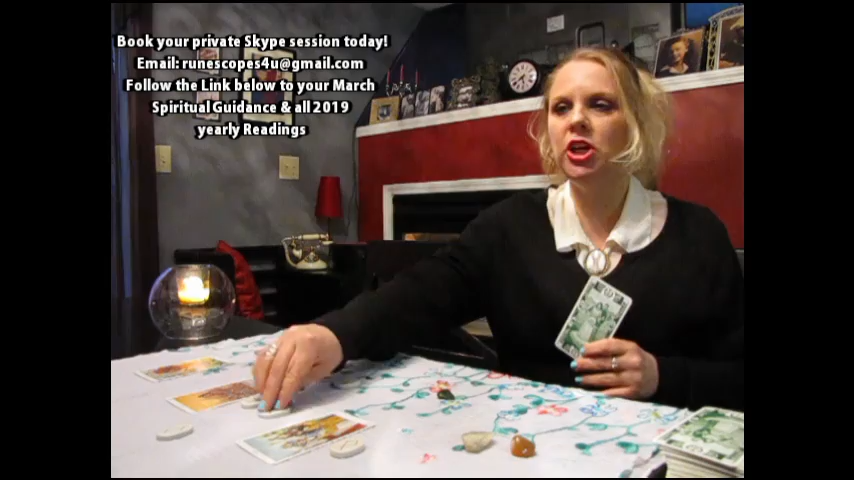 Book your private Skype session today!
Email: runescopes4u@gmail.com
Follow the Link below to your March
Spiritual Guidance & all 2019
yearly Readings